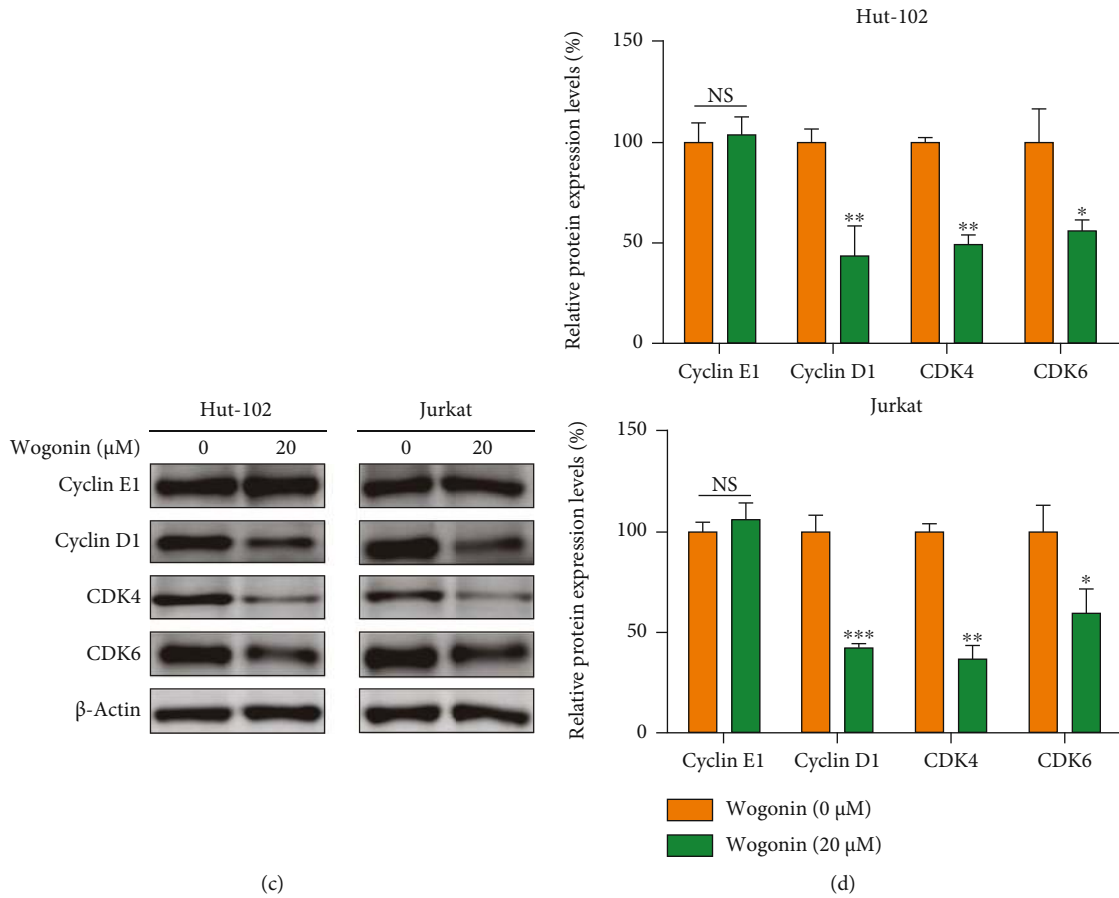 Hut-102 Jurkat
Wogonin (μM) 0 20 0 20
Cyclin E1
Cyclin D1
CDK4
CDK6
β-Actin
(c)
Hut-102
Relative protein expression levels (%)
150
100
50
0
NS
** ** *
Cyclin E1 Cyclin D1 CDK4 CDK6
Jurkat
Relative protein expression levels (%)
150
100
50
0
NS
*** ** *
Cyclin E1 Cyclin D1 CDK4 CDK6
Wogonin (0 μM)
Wogonin (20 μM)
(d)